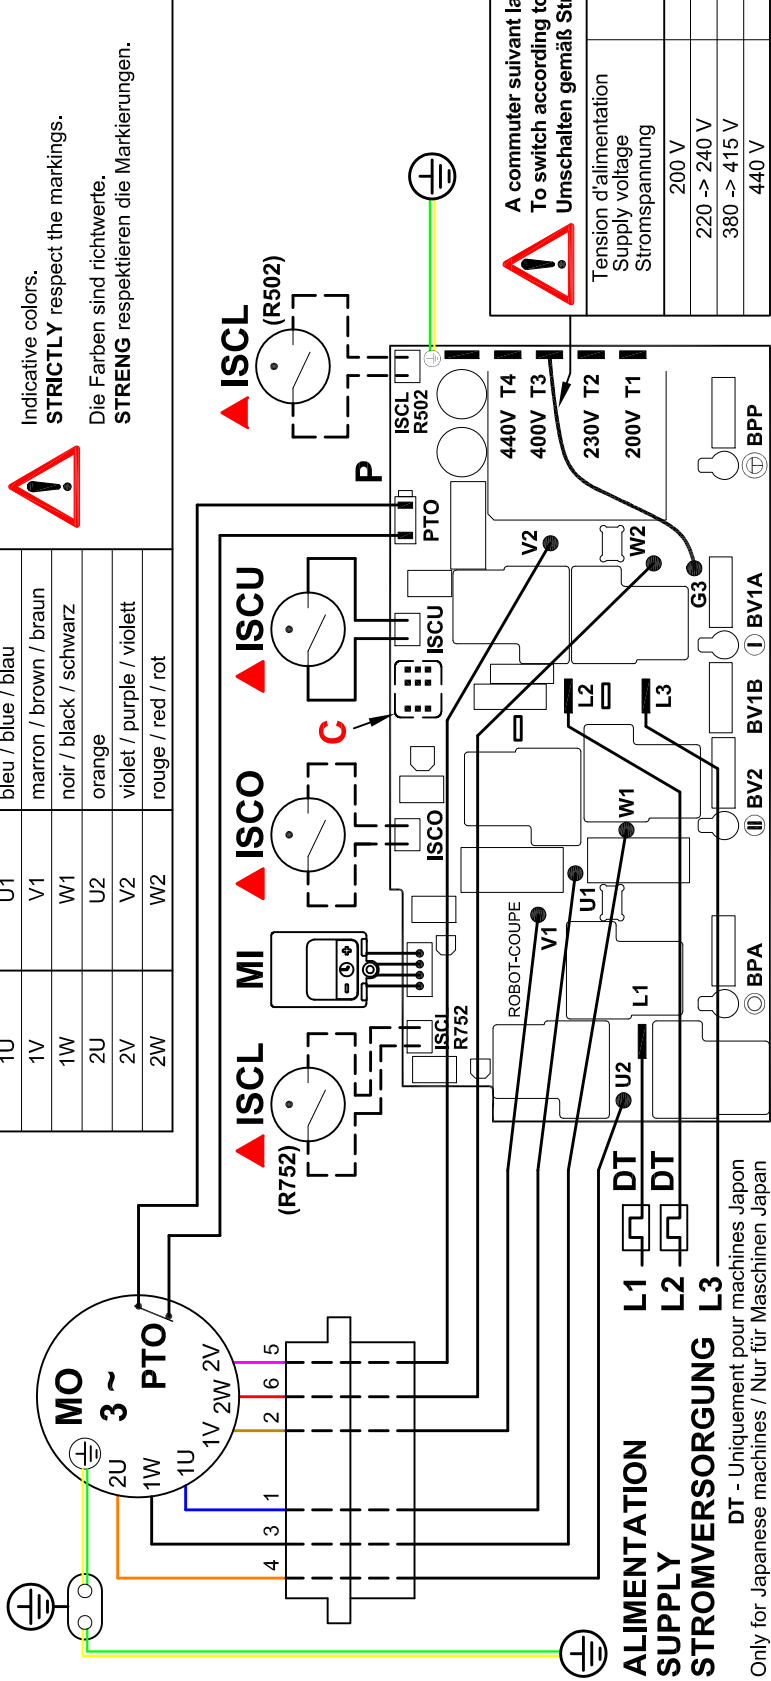 1U U1 bleu / blue / blau
1V V1 marron / brown / braun
1W W1 noir / black / schwarz
2U U2 orange
2V V2 violet / purple / violett
2W W2 rouge / red / rot
Indicative colors.
STRICTLY respect the markings.
Die Farben sind richtwerte.
STRENG respektieren die Markierungen.
MO
3 ~
PTO
2U
1W
1U
1V
2W
2V
4
3
1
2
6
5
ISCL
(R752)
MI
ISCO
C
ISCU
P
ISCL
(R502)
ISCL
R752
ISCO
ISCU
PTO
ISCL
R502
ROBOT-COUPE
V1
U1
W1
U2
L1
L2
L3
V2
W2
G3
440V T4
400V T3
230V T2
200V T1
BPA
BV2
BV1B
BV1A
BPP
A commuter suivant
To switch according to
Umschalten gemäß
Tension d'alimentation
Supply voltage
Stromspannung
200 V
220 -> 240 V
380 -> 415 V
440 V
L1 DT
L2 DT
L3
ALIMENTATION
SUPPLY
STROMVERSORGUNG
DT - Uniquement pour machines Japon
Only for Japanese machines / Nur für Maschinen Japan